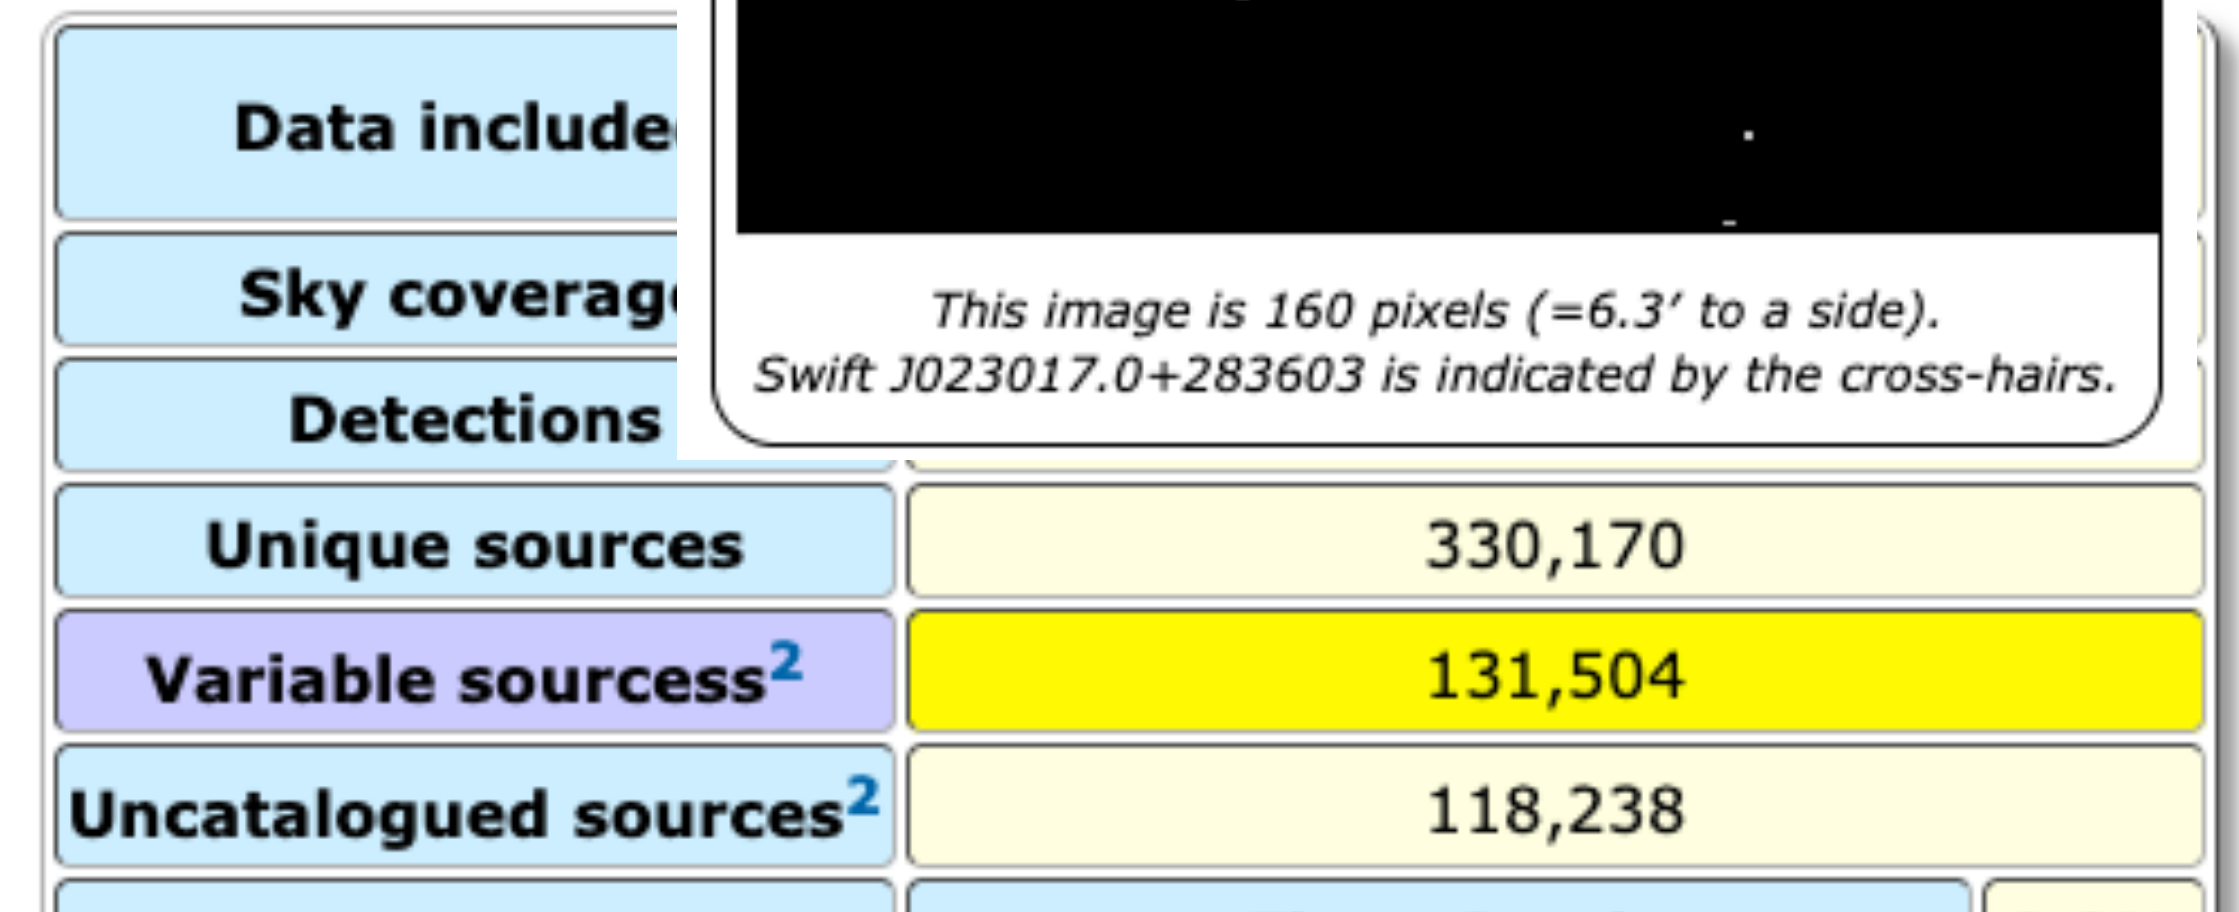 Data include
This image is 160 pixels (=6.3′ to a side).
Swift J023017.0+283603 is indicated by the cross-hairs.
Sky coverage
Detections
Unique sources 330,170
Variable sourcess2 131,504
Uncatalogued sources2 118,238